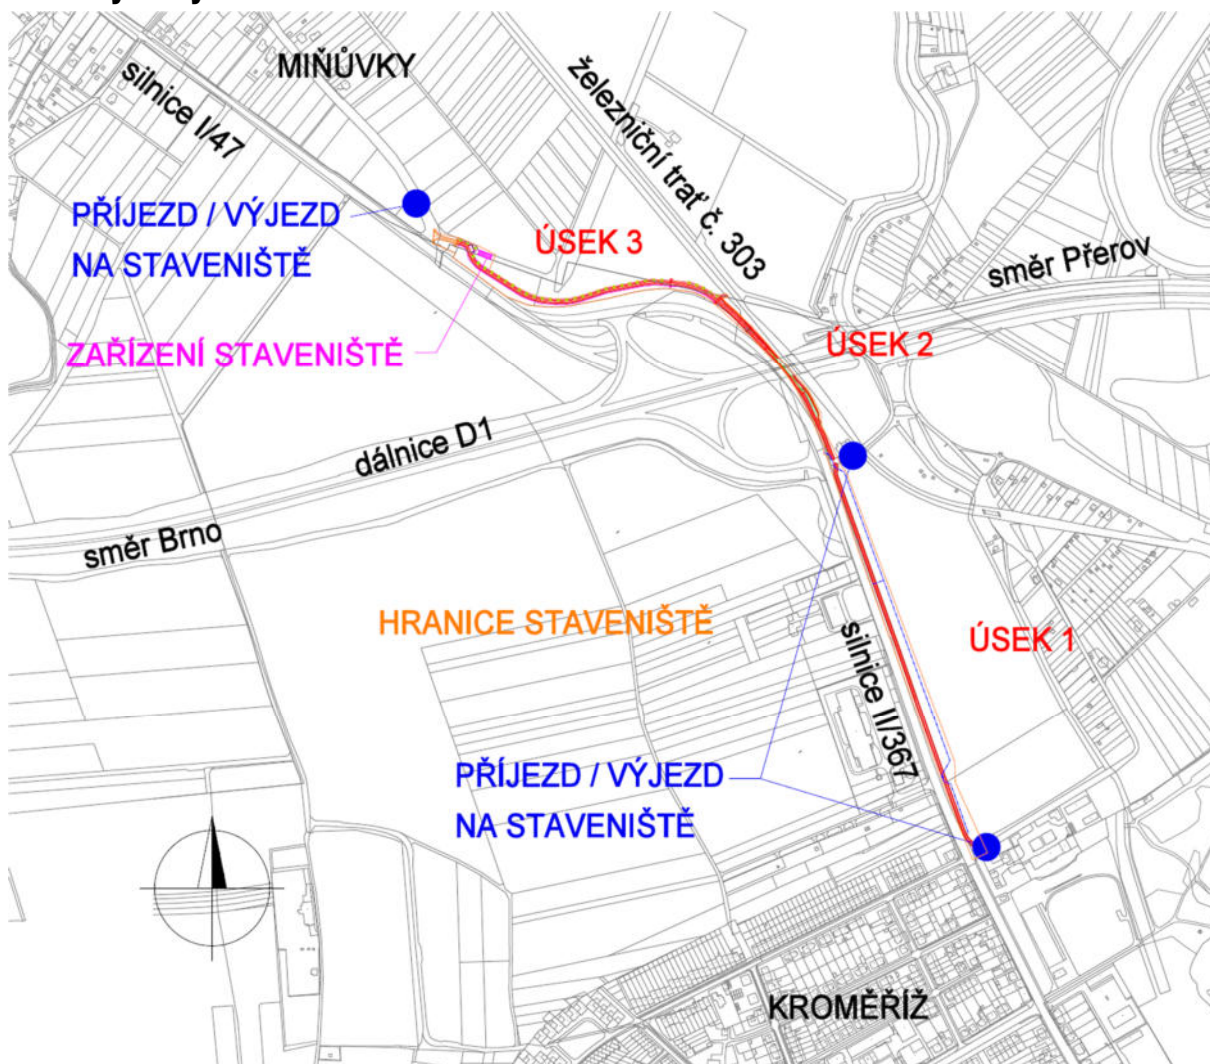 MIŇŮVKY
silnice I/47
železniční trať č. 303
PŘÍJEZD / VÝJEZD
NA STAVENIŠTĚ
ÚSEK 3
směr Přerov
ZAŘÍZENÍ STAVENIŠTĚ
ÚSEK 2
dálnice D1
směr Brno
HRANICE STAVENIŠTĚ
ÚSEK 1
silnice II/367
PŘÍJEZD / VÝJEZD
NA STAVENIŠTĚ
KROMĚŘÍŽ